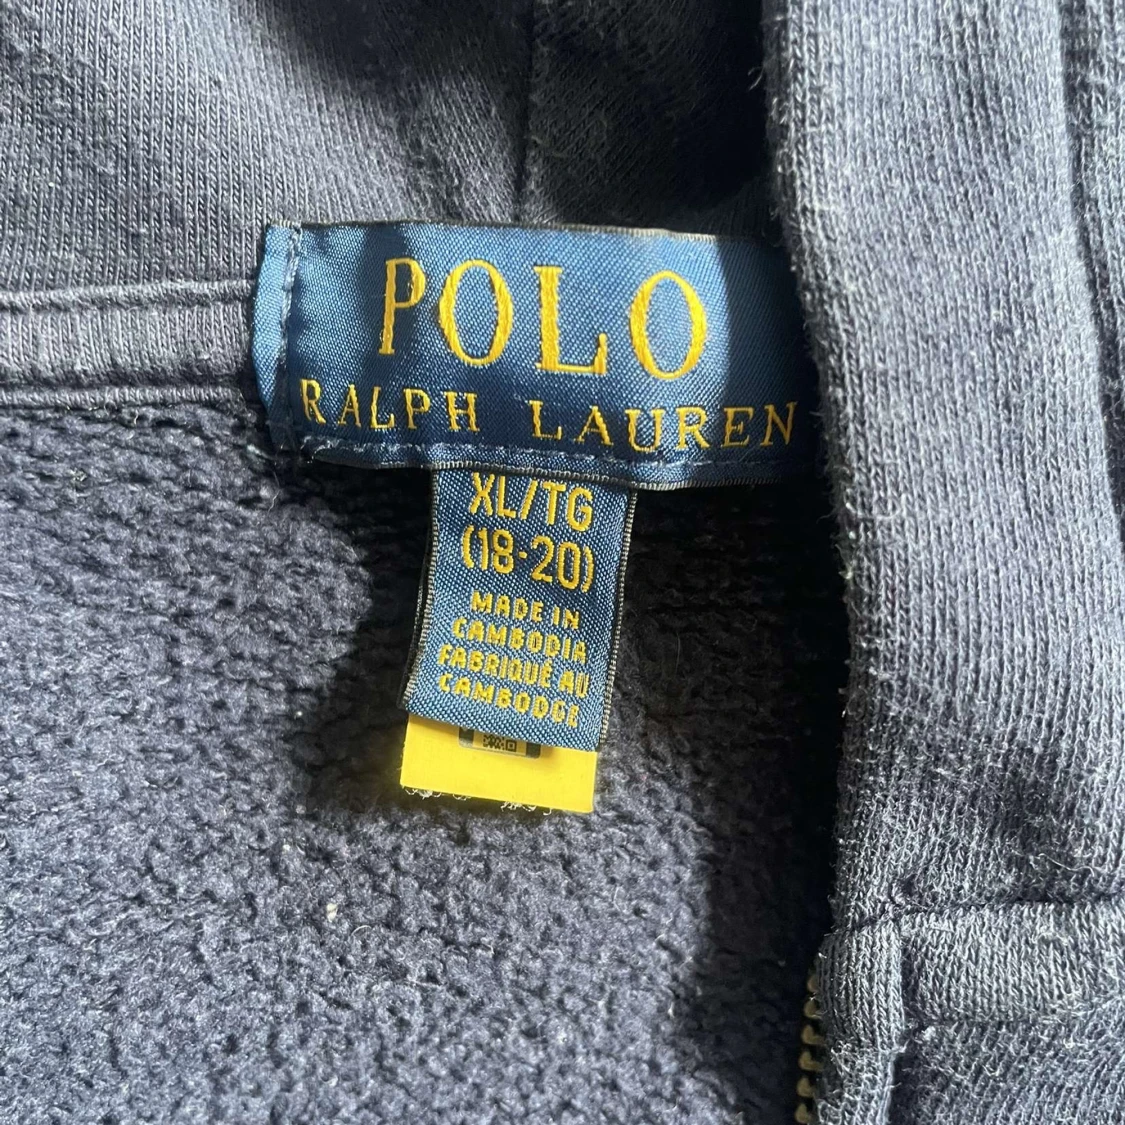 POLO
RALPH LAUREN
XL/TG
(18-20)
MADE IN
CAMBODIA
FABRIQUÉ AU
CAMBODGE